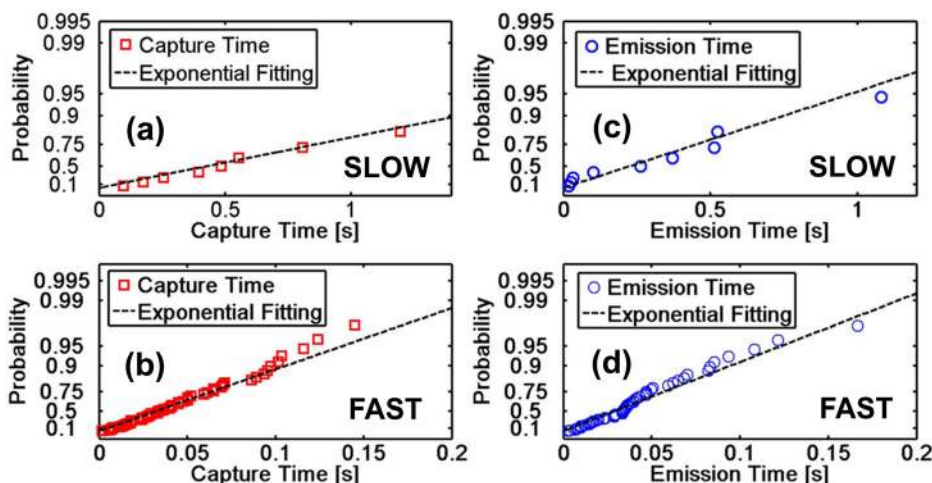 0.995
0.99
0.95
0.9
0.75
0.5
0.1
Probability
Capture Time
Exponential Fitting
(a)
SLOW
0 0.5 1
Capture Time [s]
0.995
0.99
0.95
0.9
0.75
0.5
0.1
Probability
Emission Time
Exponential Fitting
(c)
SLOW
0 0.5 1
Emission Time [s]
0.995
0.99
0.95
0.9
0.75
0.5
0.1
Probability
Capture Time
Exponential Fitting
(b)
FAST
0 0.05 0.1 0.15 0.2
Capture Time [s]
0.995
0.99
0.95
0.9
0.75
0.5
0.1
Probability
Emission Time
Exponential Fitting
(d)
FAST
0 0.05 0.1 0.15 0.2
Emission Time [s]